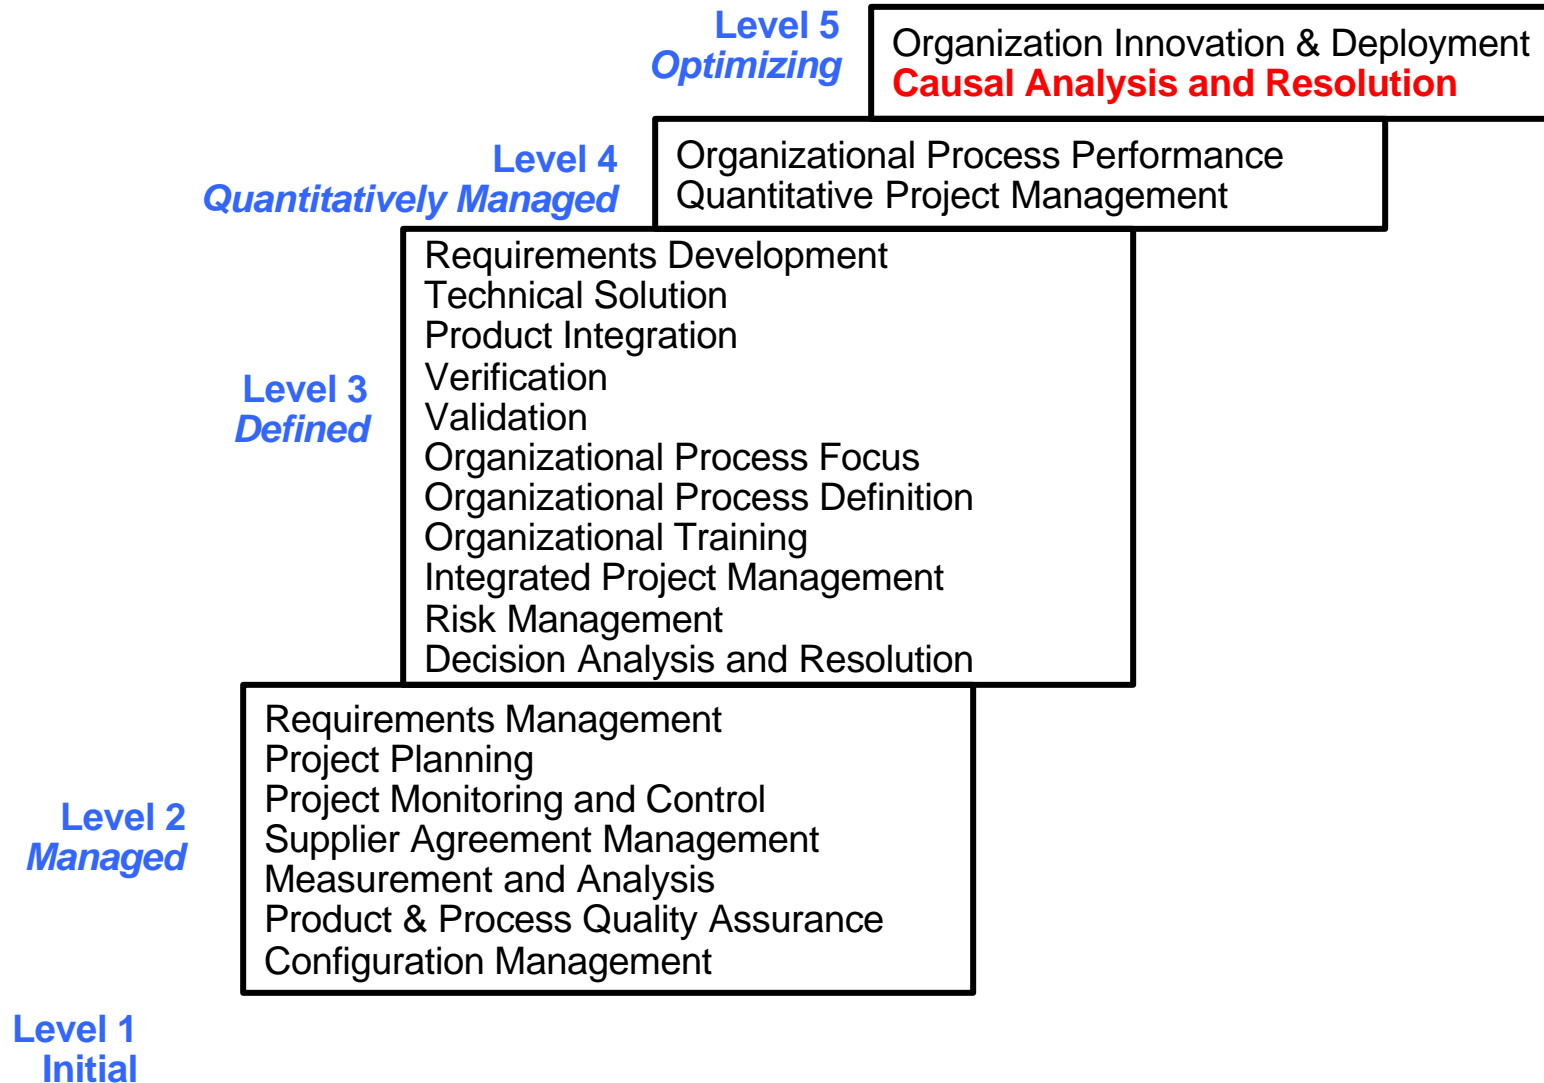 Level 5
Optimizing
Organization Innovation & Deployment
Causal Analysis and Resolution
Level 4
Quantitatively Managed
Organizational Process Performance
Quantitative Project Management
Level 3
Defined
Requirements Development
Technical Solution
Product Integration
Verification
Validation
Organizational Process Focus
Organizational Process Definition
Organizational Training
Integrated Project Management
Risk Management
Decision Analysis and Resolution
Level 2
Managed
Requirements Management
Project Planning
Project Monitoring and Control
Supplier Agreement Management
Measurement and Analysis
Product & Process Quality Assurance
Configuration Management
Level 1
Initial